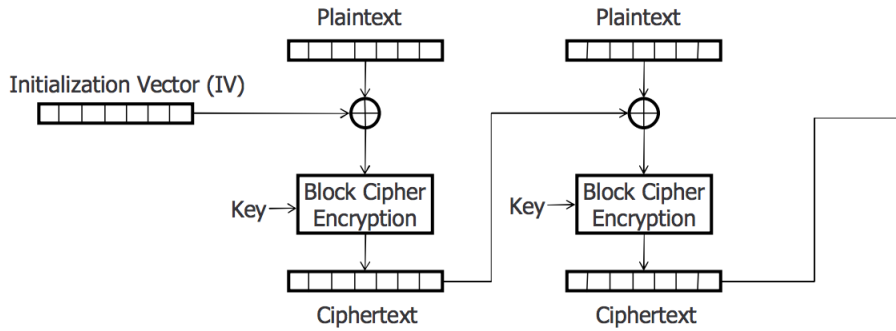 Plaintext
Plaintext
Initialization Vector (IV)
Key
Block Cipher
Encryption
Key
Block Cipher
Encryption
Ciphertext
Ciphertext